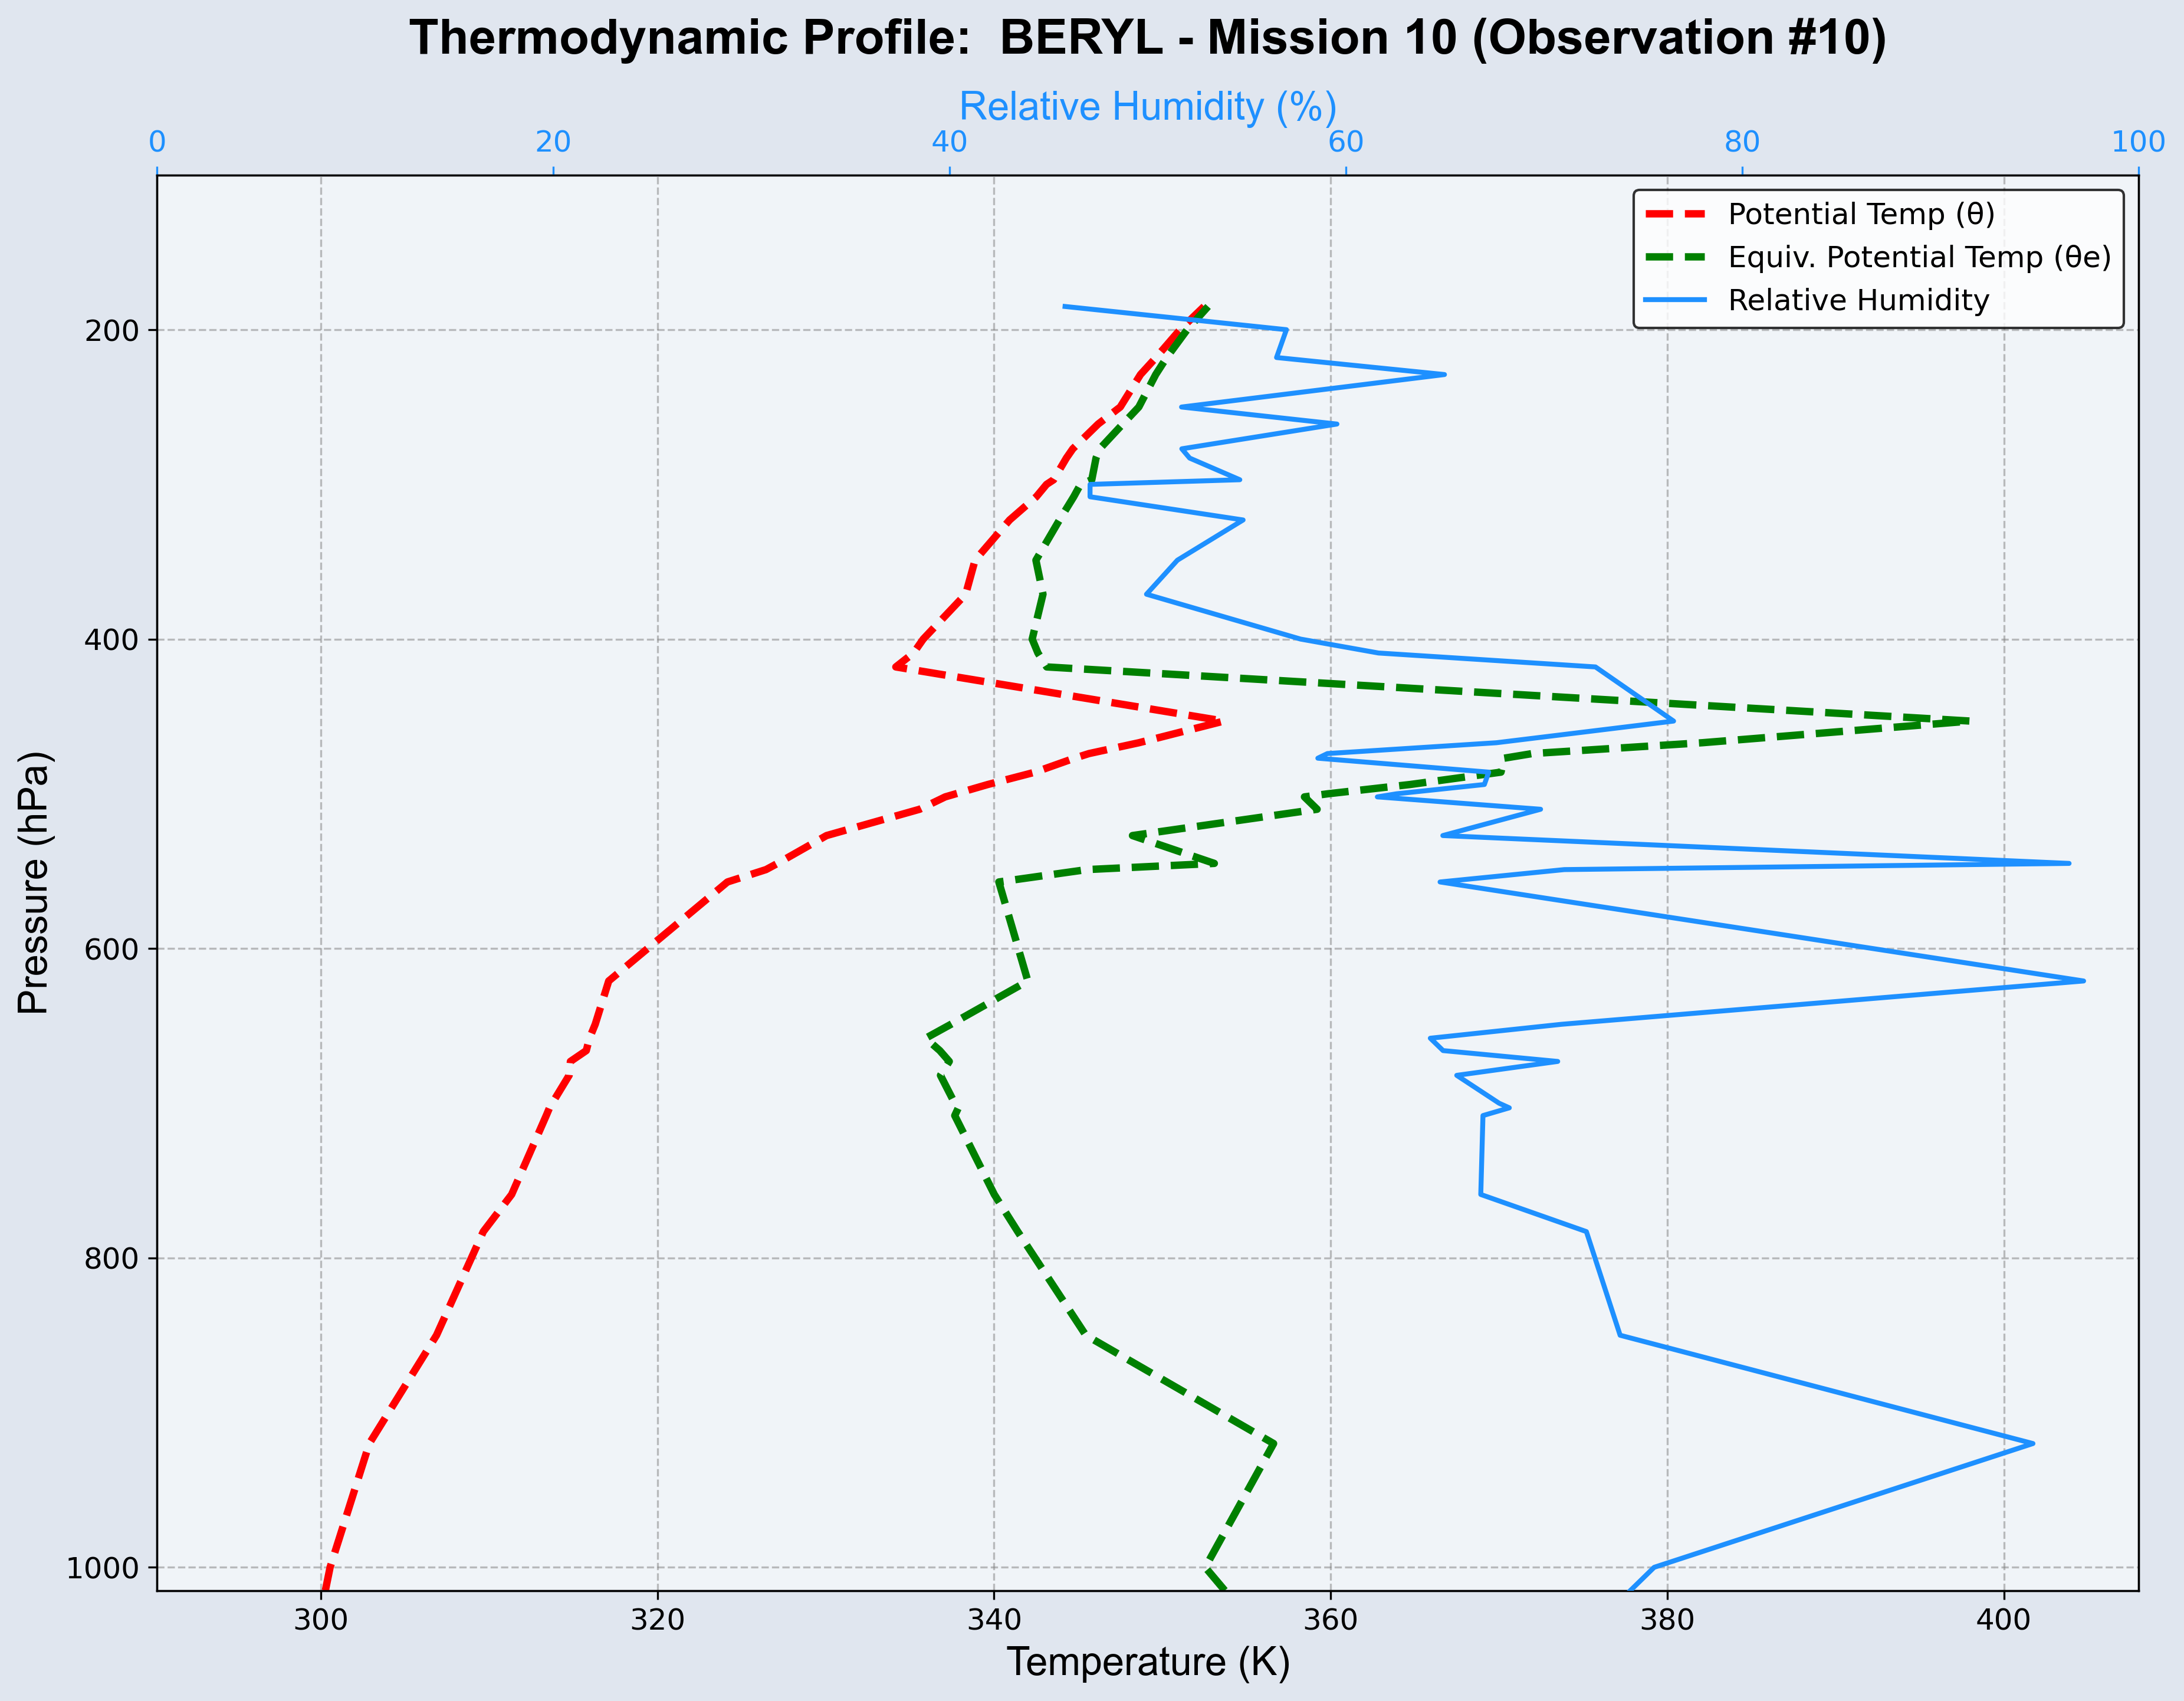 Thermodynamic Profile:  BERYL - Mission 10 (Observation #10)
Relative Humidity (%)
0 20 40 60 80 100
Potential Temp (θ)
Equiv. Potential Temp (θe)
Relative Humidity
200
400
600
800
1000
Pressure (hPa)
300 320 340 360 380 400
Temperature (K)